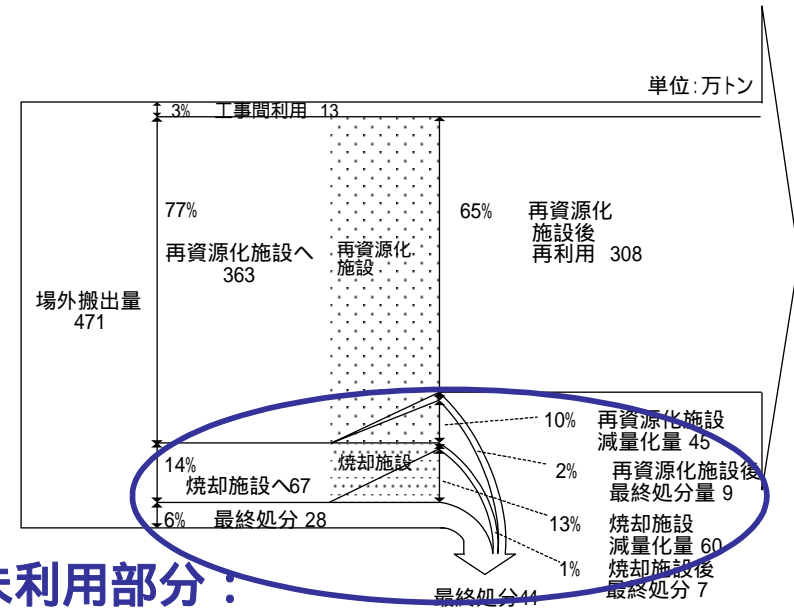 単位：万トン
3% 工事間利用 13
77%
再資源化施設へ
363
再資源化
施設
65% 再資源化
施設後
再利用 308
場外搬出量
471
14%
焼却施設へ67
焼却施設
6% 最終処分 28
10% 再資源化施設
減量化量 45
2% 再資源化施設後
最終処分量 9
13% 焼却施設
減量化量 60
1% 焼却施設後
最終処分 7
最終処分44
未利用部分：